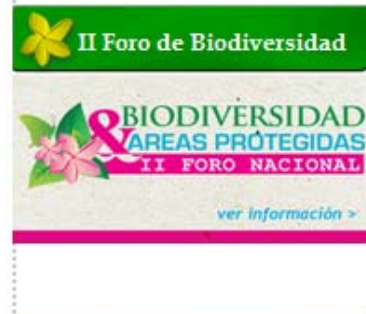 II Foro de Biodiversidad
BIODIVERSIDAD
& AREAS PROTEGIDAS
II FORO NACIONAL
ver información >